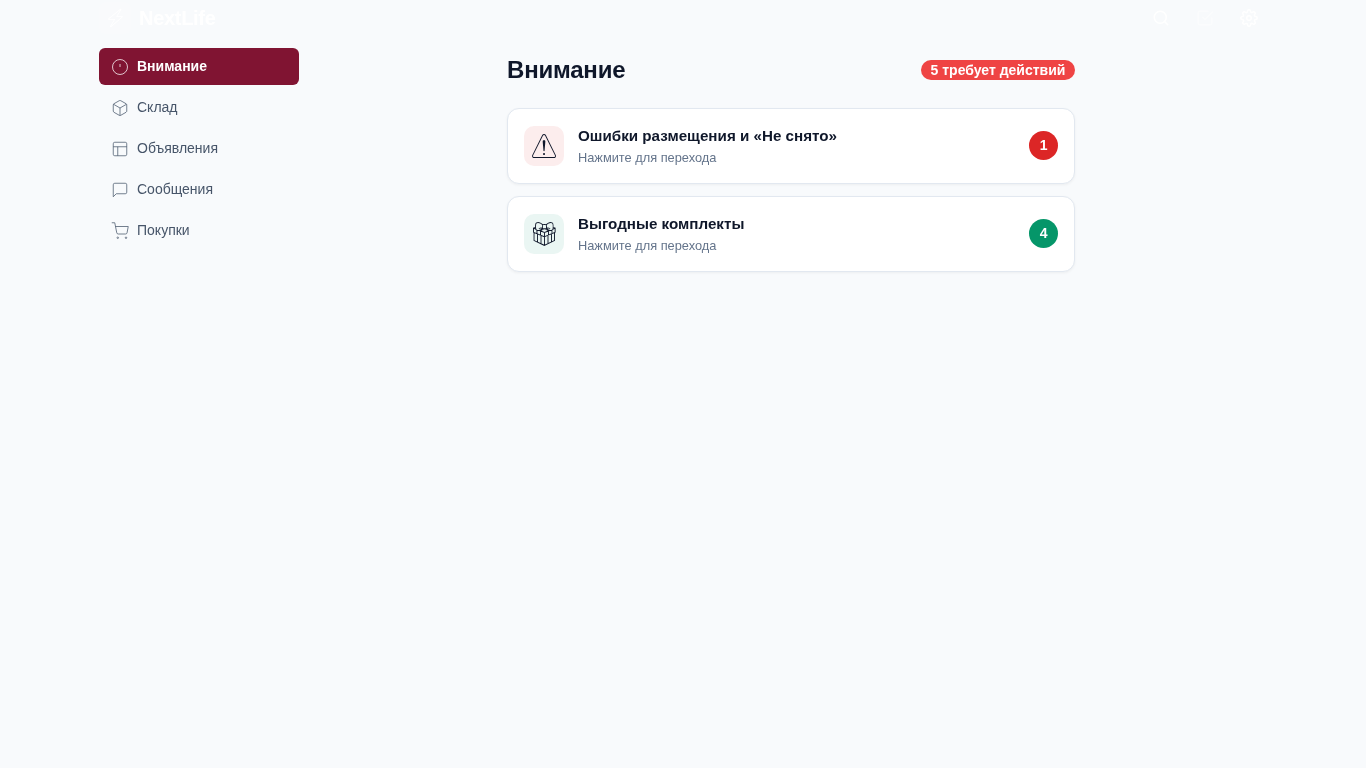 NextLife
Внимание
Склад
Объявления
Сообщения
Покупки
Внимание
5 требует действий
Ошибки размещения и «Не снято»
Нажмите для перехода
1
Выгодные комплекты
Нажмите для перехода
4